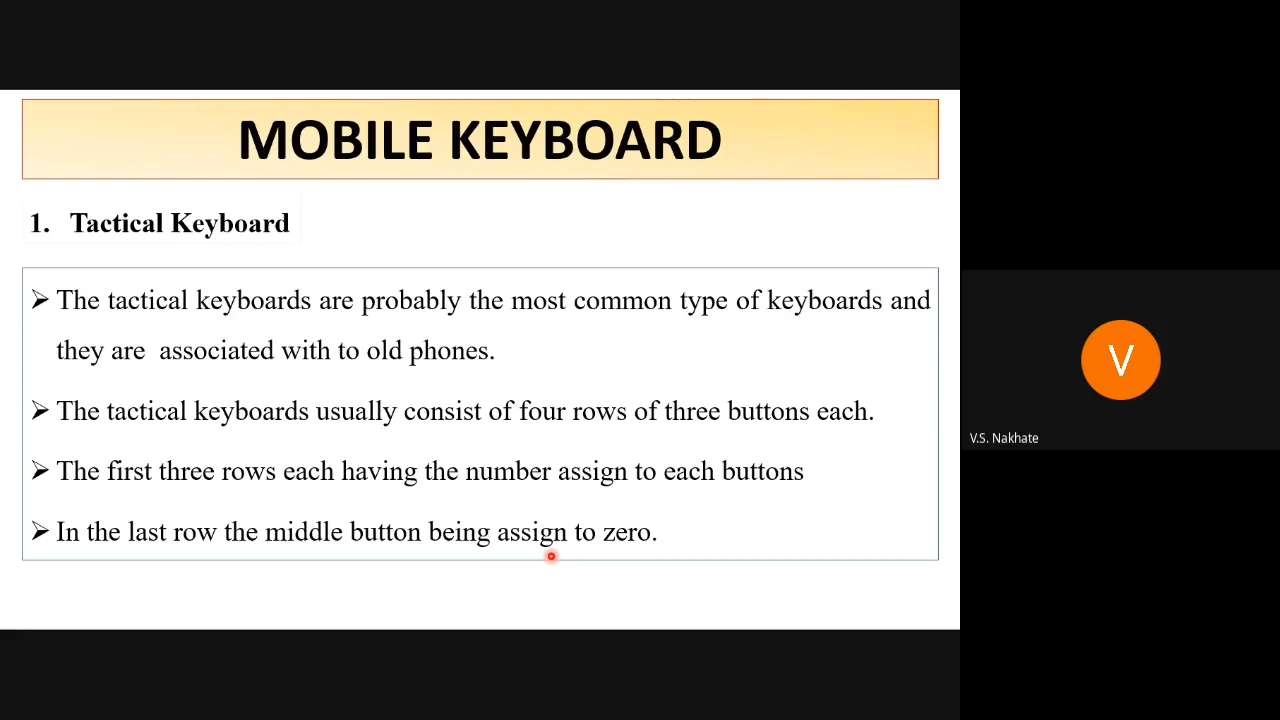 MOBILE KEYBOARD
1. Tactical Keyboard
➢ The tactical keyboards are probably the most common type of keyboards and
they are associated with to old phones.
➢ The tactical keyboards usually consist of four rows of three buttons each.
➢ The first three rows each having the number assign to each buttons
➢ In the last row the middle button being assign to zero.
V
V.S. Nakhate